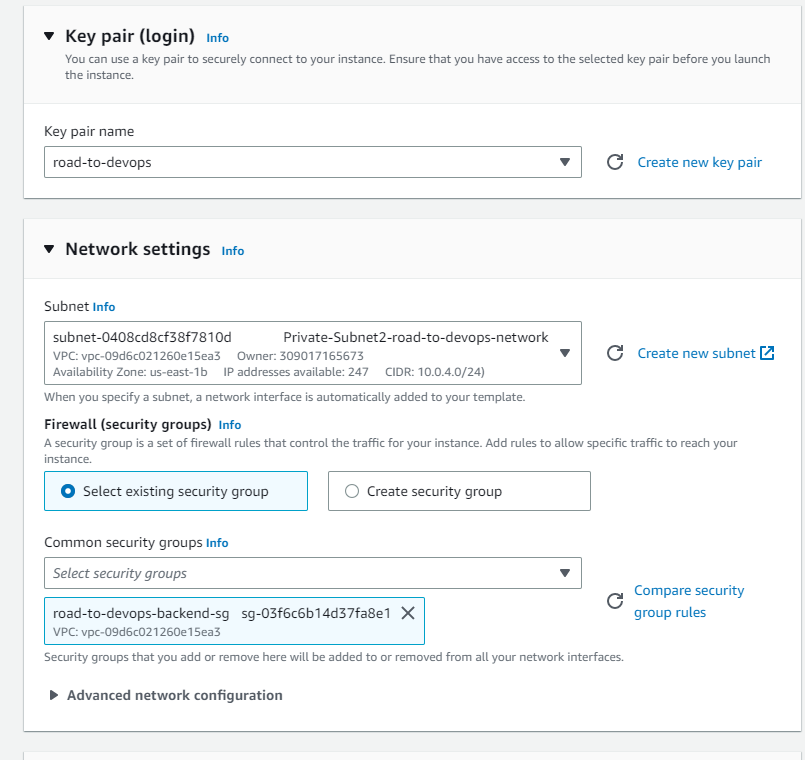 Key pair (login) Info
You can use a key pair to securely connect to your instance. Ensure that you have access to the selected key pair before you launch
the instance.
Key pair name
road-to-devops
Create new key pair
Network settings Info
Subnet Info
subnet-0408cd8cf38f7810d Private-Subnet2-road-to-devops-network
VPC: vpc-09d6c021260e15ea3 Owner: 309017165673
Availability Zone: us-east-1b IP addresses available: 247 CIDR: 10.0.4.0/24)
Create new subnet
When you specify a subnet, a network interface is automatically added to your template.
Firewall (security groups) Info
A security group is a set of firewall rules that control the traffic for your instance. Add rules to allow specific traffic to reach your
instance.
Select existing security group
Create security group
Common security groups Info
Select security groups
road-to-devops-backend-sg sg-03f6c6b14d37fa8e1
VPC: vpc-09d6c021260e15ea3
Compare security
group rules
Security groups that you add or remove here will be added to or removed from all your network interfaces.
Advanced network configuration